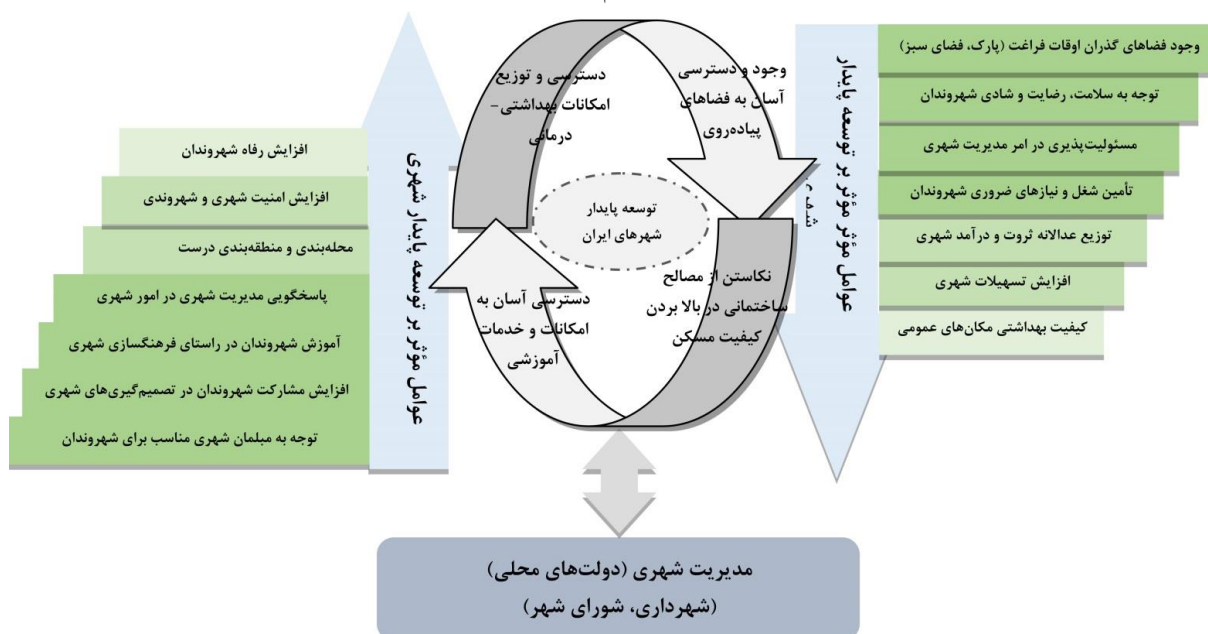 وجود فضاهای گذران اوقات فراغت (پارک، فضای سبز)
توجه به سلامت، رضایت و شادی شهروندان
مسئولیت‌پذیری در امر مدیریت شهری
تأمین شغل و نیازهای ضروری شهروندان
توزیع عدالانه ثروت و درآمد شهری
افزایش تسهیلات شهری
کیفیت بهداشتی مکان‌های عمومی
عوامل مؤثر مؤثر بر توسعه پایدار
وجود و دسترسی
آسان به فضاهای
پیاده‌روی
دسترسی و توزیع
امکانات بهداشتی-
درمانی
توسعه پایدار
شهرهای ایران
نکاستن از مصالح
ساختمانی در بالا بردن
کیفیت مسکن
دسترسی آسان به
امکانات و خدمات
آموزشی
عوامل مؤثر بر توسعه پایدار شهری
افزایش رفاه شهروندان
افزایش امنیت شهری و شهروندی
محله‌بندی و منطقه‌بندی درست
پاسخگویی مدیریت شهری در امور شهری
آموزش شهروندان در راستای فرهنگسازی شهری
افزایش مشارکت شهروندان در تصمیم‌گیری‌های شهری
توجه به مبلمان شهری مناسب برای شهروندان
مدیریت شهری (دولت‌های محلی)
(شهرداری، شورای شهر)